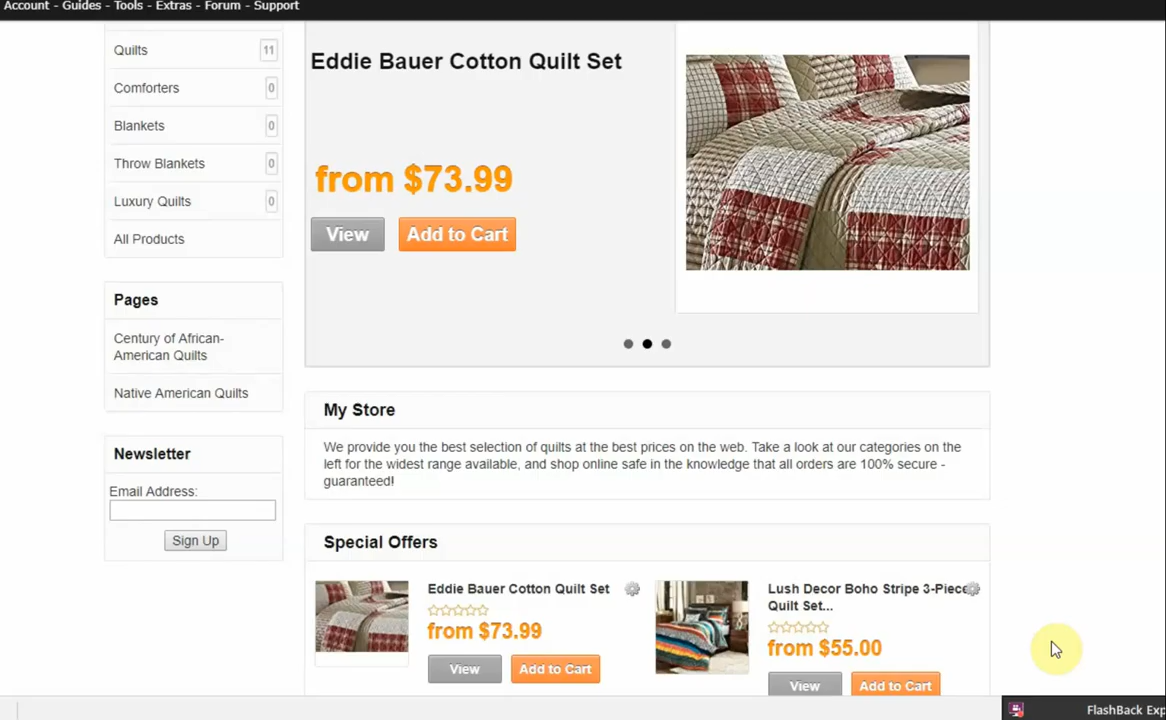 Account - Guides - Tools - Extras - Forum - Support
Quilts 11
Comforters 0
Blankets 0
Throw Blankets 0
Luxury Quilts 0
All Products
Pages
Century of African-
American Quilts
Native American Quilts
Newsletter
Email Address:
Sign Up
Eddie Bauer Cotton Quilt Set
from $73.99
View Add to Cart
My Store
We provide you the best selection of quilts at the best prices on the web. Take a look at our categories on the
left for the widest range available, and shop online safe in the knowledge that all orders are 100% secure -
guaranteed!
Special Offers
Eddie Bauer Cotton Quilt Set
from $73.99
View Add to Cart
Lush Decor Boho Stripe 3-Piece
Quilt Set...
from $55.00
View Add to Cart
FlashBack Exp